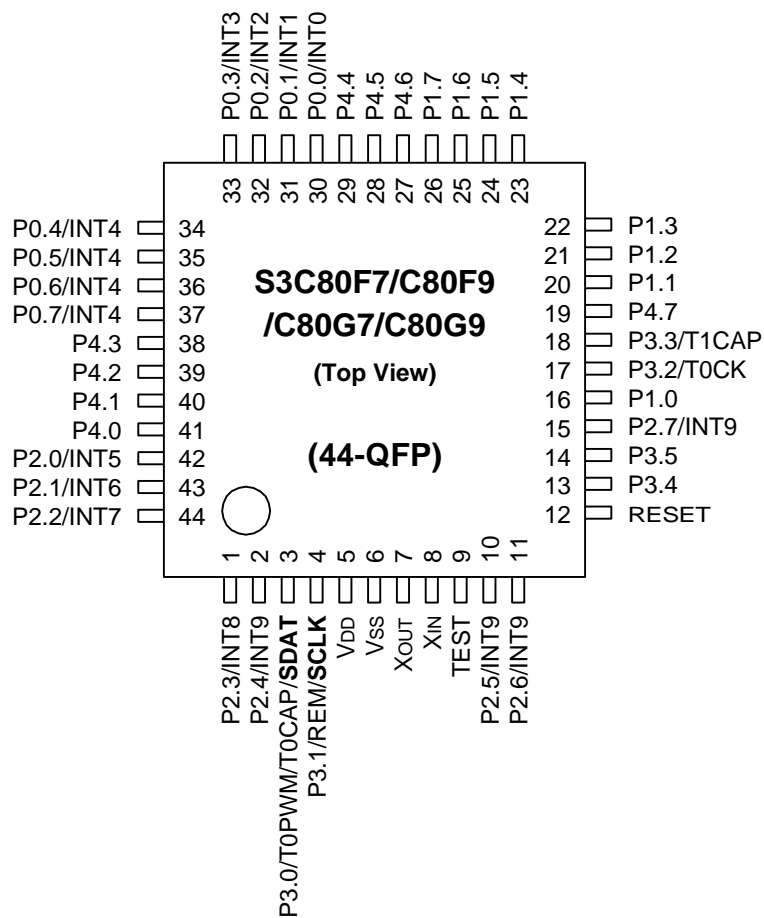 P0.3/INT3
P0.2/INT2
P0.1/INT1
P0.0/INT0
P4.4
P4.5
P4.6
P1.7
P1.6
P1.5
P1.4
33
32
31
30
29
28
27
26
25
24
23
P0.4/INT4 34
P0.5/INT4 35
P0.6/INT4 36
P0.7/INT4 37
P4.3 38
P4.2 39
P4.1 40
P4.0 41
P2.0/INT5 42
P2.1/INT6 43
P2.2/INT7 44
S3C80F7/C80F9
/C80G7/C80G9
(Top View)
(44-QFP)
22 P1.3
21 P1.2
20 P1.1
19 P4.7
18 P3.3/T1CAP
17 P3.2/T0CK
16 P1.0
15 P2.7/INT9
14 P3.5
13 P3.4
12 RESET
1
2
3
4
5
6
7
8
9
10
11
P2.3/INT8
P2.4/INT9
P3.0/T0PWM/T0CAP/SDAT
P3.1/REM/SCLK
VDD
VSS
XOUT
XIN
TEST
P2.5/INT9
P2.6/INT9